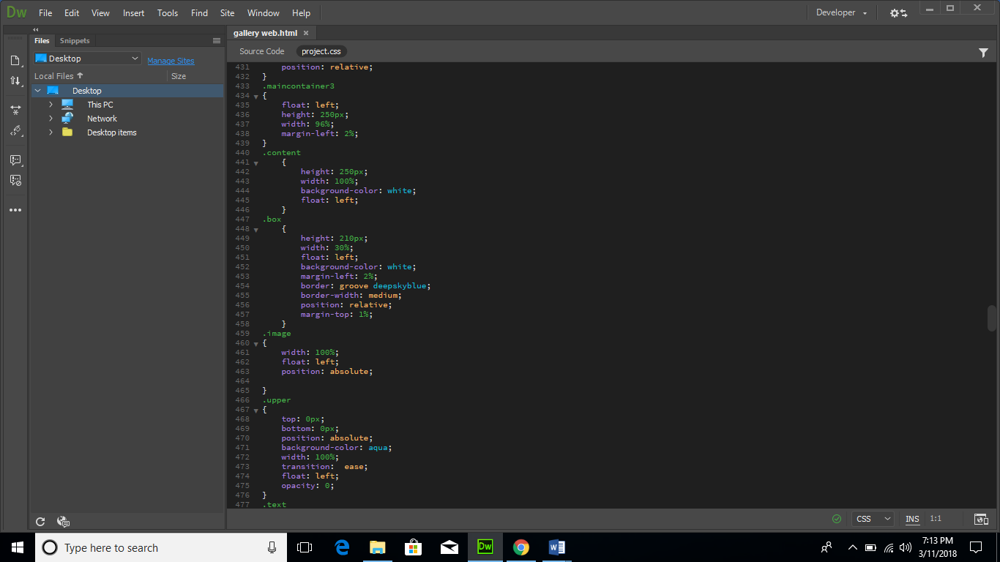 Dw File Edit View Insert Tools Find Site Window Help Developer
Files Snippets
Desktop Manage Sites
Local Files Size
Desktop
This PC
Network
Desktop items
gallery web.html
Source Code project.css
431 position: relative;
432 }
433 .maincontainer3
434 {
435 float: left;
436 height: 250px;
437 width: 96%;
438 margin-left: 2%;
439 }
440 .content
441 {
442 height: 250px;
443 width: 100%;
444 background-color: white;
445 float: left;
446 }
447 .box
448 {
449 height: 210px;
450 width: 30%;
451 float: left;
452 background-color: white;
453 margin-left: 2%;
454 border: groove deepskyblue;
455 border-width: medium;
456 position: relative;
457 margin-top: 1%;
458 }
459 .image
460 {
461 width: 100%;
462 float: left;
463 position: absolute;
464
465 }
466 .upper
467 {
468 top: 0px;
469 bottom: 0px;
470 position: absolute;
471 background-color: aqua;
472 width: 100%;
473 transition:  ease;
474 float: left;
475 opacity: 0;
476 }
477 .text
CSS INS 1:1
Type here to search
Dw
7:13 PM
3/11/2018